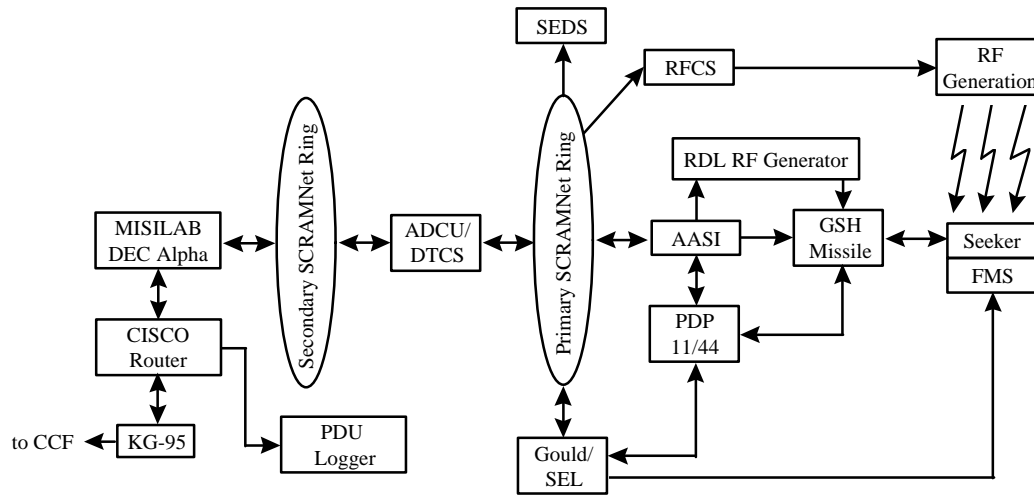 SEDS
RFCS
RF
Generation
RDL RF Generator
Secondary SCRAMNet Ring
Primary SCRAMNet Ring
MISILAB
DEC Alpha
ADCU/
DTCS
AASI
GSH
Missile
Seeker
FMS
CISCO
Router
PDP
11/44
to CCF
KG-95
PDU
Logger
Gould/
SEL